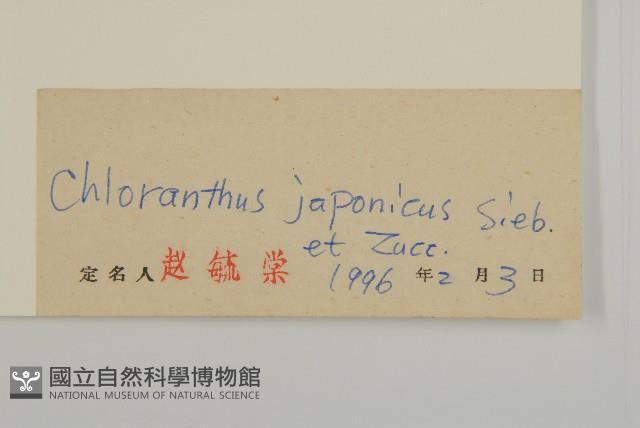 Chloranthus japonicus Sieb.
et Zucc.
定名人 赵毓棠 1996 年 2 月 3 日
國立自然科學博物館
NATIONAL MUSEUM OF NATURAL SCIENCE